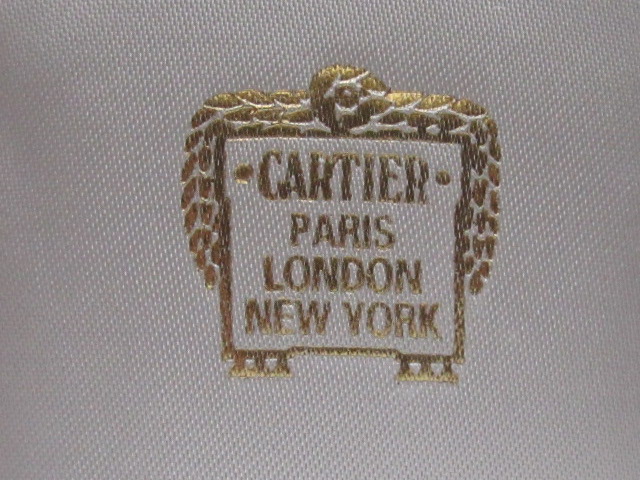 · CARTIER ·
PARIS
LONDON
NEW YORK